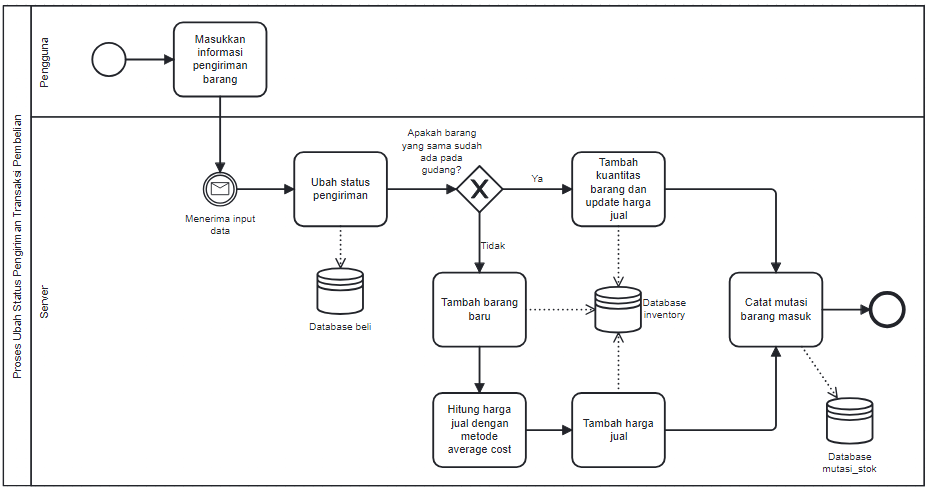 Proses Ubah Status Pengiriman Transaksi Pembelian
Pengguna
Masukkan
informasi
pengiriman
barang
Server
Menerima input
data
Ubah status
pengiriman
Database beli
Apakah barang
yang sama sudah
ada pada
gudang?
Ya
Tidak
Tambah
kuantitas
barang dan
update harga
jual
Tambah barang
baru
Database
inventory
Hitung harga
jual dengan
metode
average cost
Tambah harga
jual
Catat mutasi
barang masuk
Database
mutasi_stok